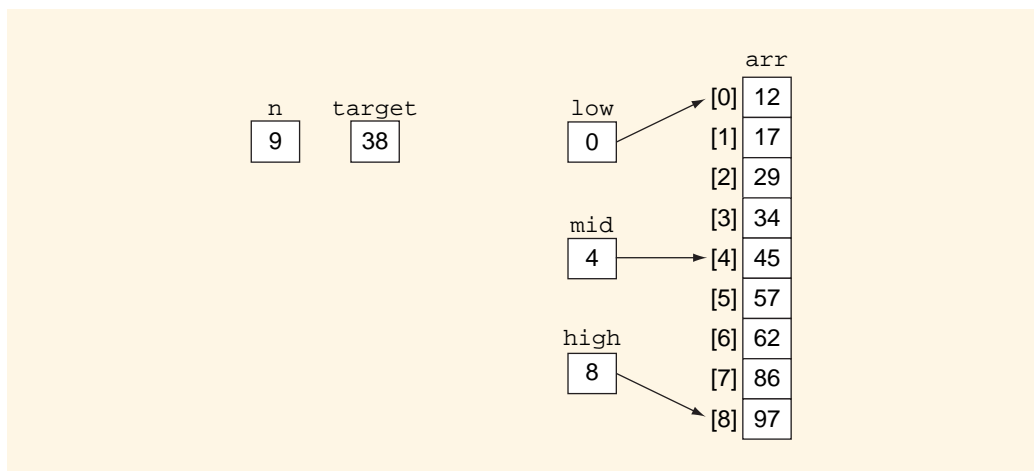 arr
n target low [0] 12
9 38 0 [1] 17
[2] 29
mid [3] 34
4 [4] 45
[5] 57
high [6] 62
8 [7] 86
[8] 97